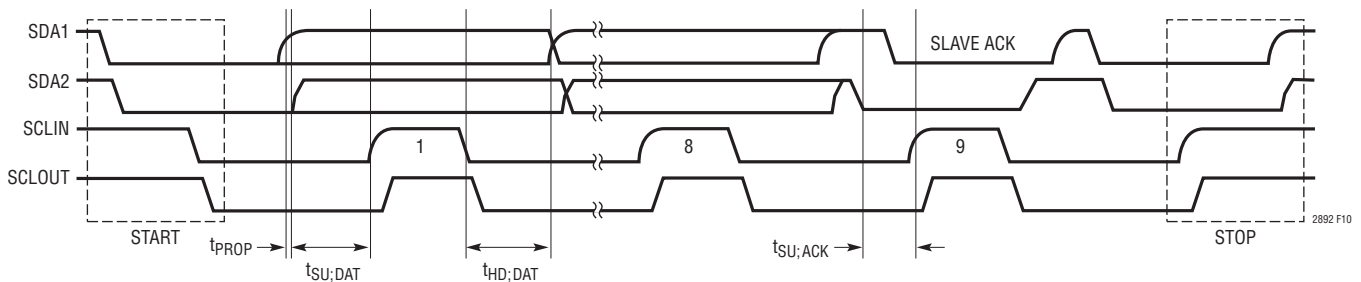 SDA1
SLAVE ACK
SDA2
SCLIN
1
8
9
SCLOUT
2892 F10
START
STOP
tPROP
tSU;DAT
tHD;DAT
tSU;ACK